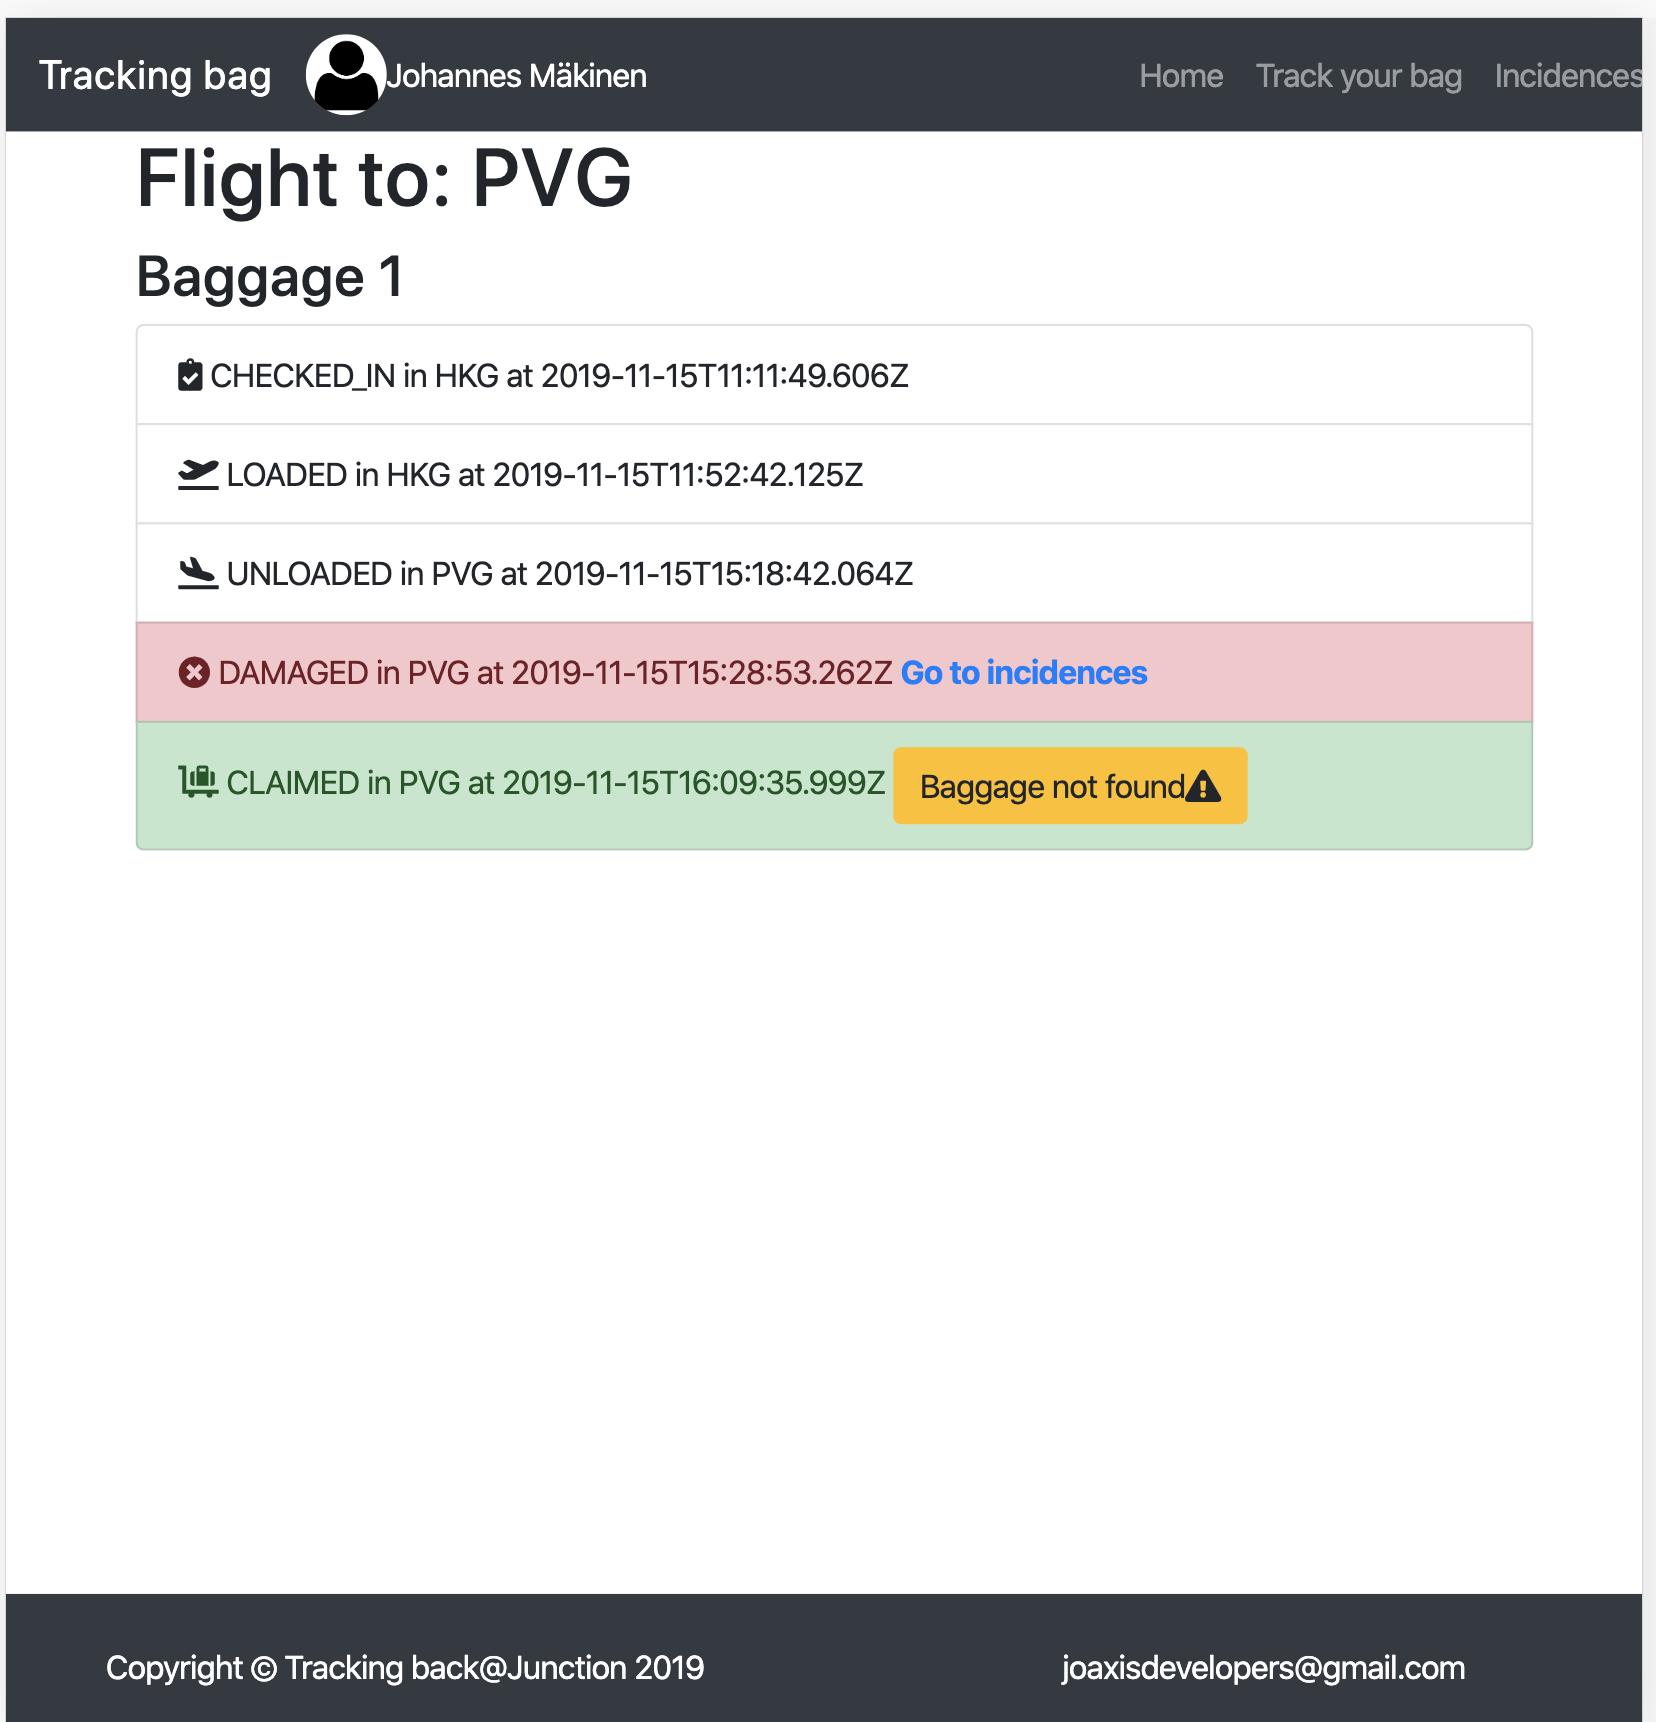 Tracking bag Johannes Mäkinen Home Track your bag Incidences
Flight to: PVG
Baggage 1
CHECKED_IN in HKG at 2019-11-15T11:11:49.606Z
LOADED in HKG at 2019-11-15T11:52:42.125Z
UNLOADED in PVG at 2019-11-15T15:18:42.064Z
DAMAGED in PVG at 2019-11-15T15:28:53.262Z Go to incidences
CLAIMED in PVG at 2019-11-15T16:09:35.999Z Baggage not found
Copyright © Tracking back@Junction 2019 joaxisdevelopers@gmail.com